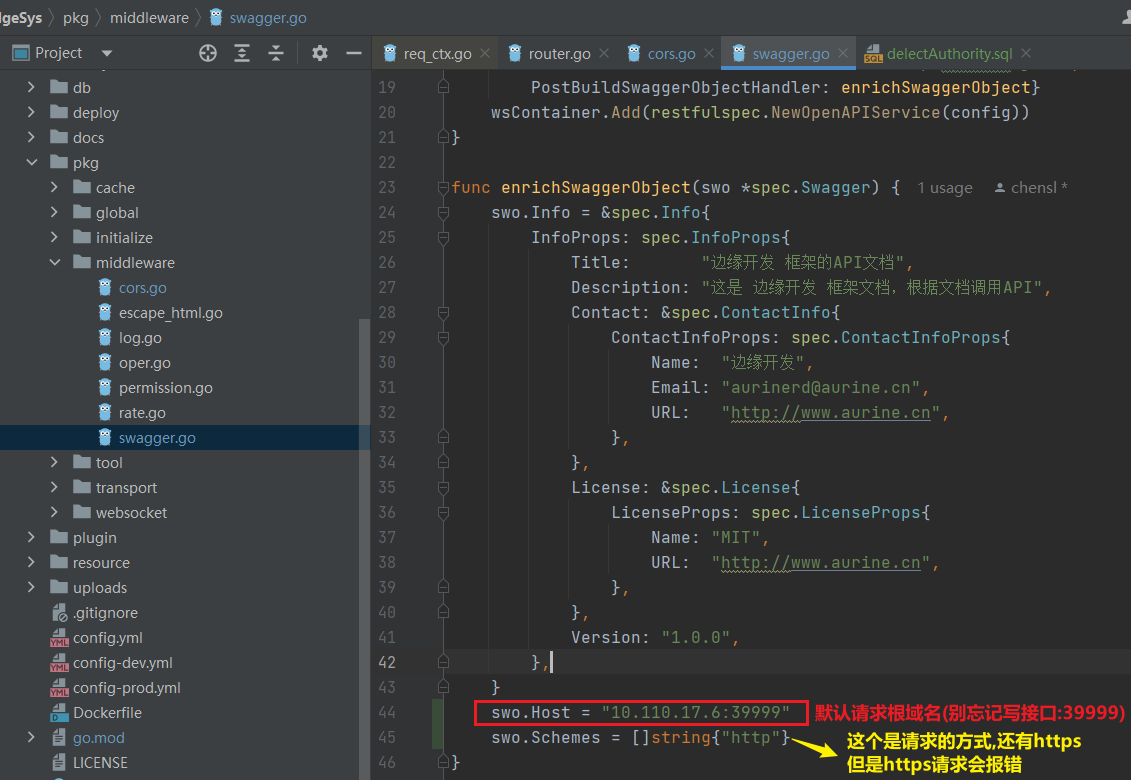 lgeSys 〉 pkg 〉 middleware 〉 swagger.go
Project
req_ctx.go
router.go
cors.go
swagger.go
delectAuthority.sql
db
deploy
docs
pkg
cache
global
initialize
middleware
cors.go
escape_html.go
log.go
oper.go
permission.go
rate.go
swagger.go
tool
transport
websocket
plugin
resource
uploads
.gitignore
config.yml
config-dev.yml
config-prod.yml
Dockerfile
go.mod
LICENSE
19 PostBuildSwaggerObjectHandler: enrichSwaggerObject}
20 wsContainer.Add(restfulspec.NewOpenAPIService(config))
21 }
22
23 func enrichSwaggerObject(swo *spec.Swagger) { 1 usage chensl *
24 swo.Info = &spec.Info{
25 InfoProps: spec.InfoProps{
26 Title: "边缘开发 框架的API文档",
27 Description: "这是 边缘开发 框架文档，根据文档调用API",
28 Contact: &spec.ContactInfo{
29 ContactInfoProps: spec.ContactInfoProps{
30 Name: "边缘开发",
31 Email: "aurinerd@aurine.cn",
32 URL: "http://www.aurine.cn",
33 },
34 },
35 License: &spec.License{
36 LicenseProps: spec.LicenseProps{
37 Name: "MIT",
38 URL: "http://www.aurine.cn",
39 },
40 },
41 Version: "1.0.0",
42 },
43 }
44 swo.Host = "10.110.17.6:39999" 默认请求根域名(别忘记写接口:39999)
45 swo.Schemes = []string{"http"} 这个是请求的方式,还有https
但是https请求会报错
46 }